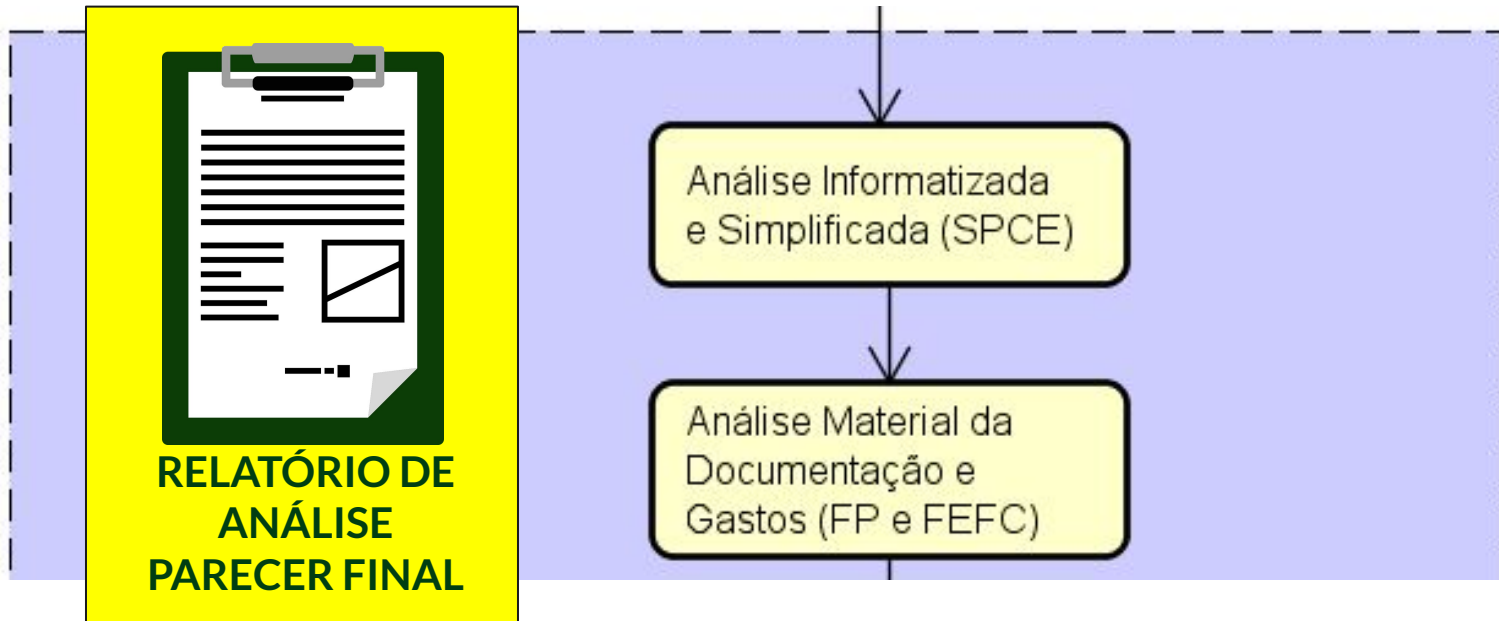 RELATÓRIO DE
ANÁLISE
PARECER FINAL
Análise Informatizada
e Simplificada (SPCE)
Análise Material da
Documentação e
Gastos (FP e FEFC)